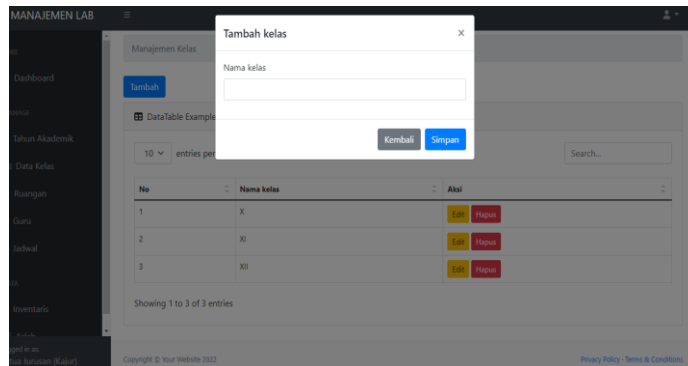 MANAJEMEN LAB
Tambah kelas
×
Manajemen Kelas
Nama kelas
Dashboard
Tambah
DataTable Example
Kembali
Simpan
Tahun Akademik
10 entries per
Search...
Data Kelas
No Nama kelas Aksi
Ruangan
1 X Edit Hapus
Guru
2 XI Edit Hapus
Jadwal
3 XII Edit Hapus
Showing 1 to 3 of 3 entries
Inventaris
Copyright © Your Website 2022
Privacy Policy · Terms & Conditions
(Kajur)